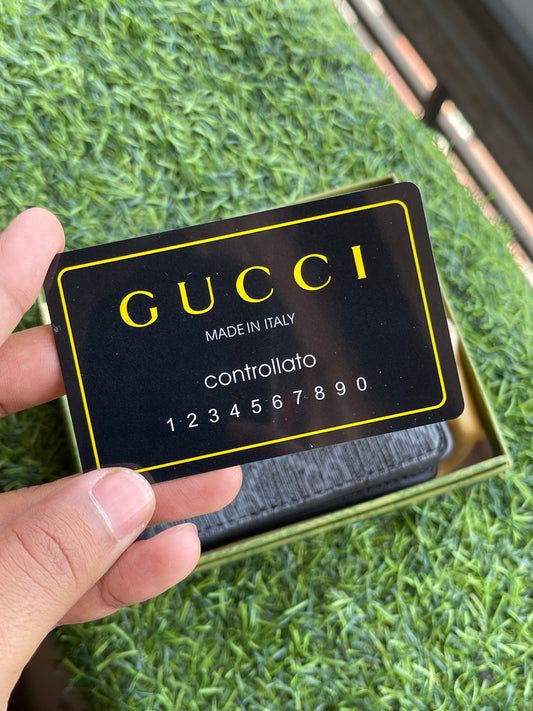 GUCCI
MADE IN ITALY
controllato
1 2 3 4 5 6 7 8 9 0